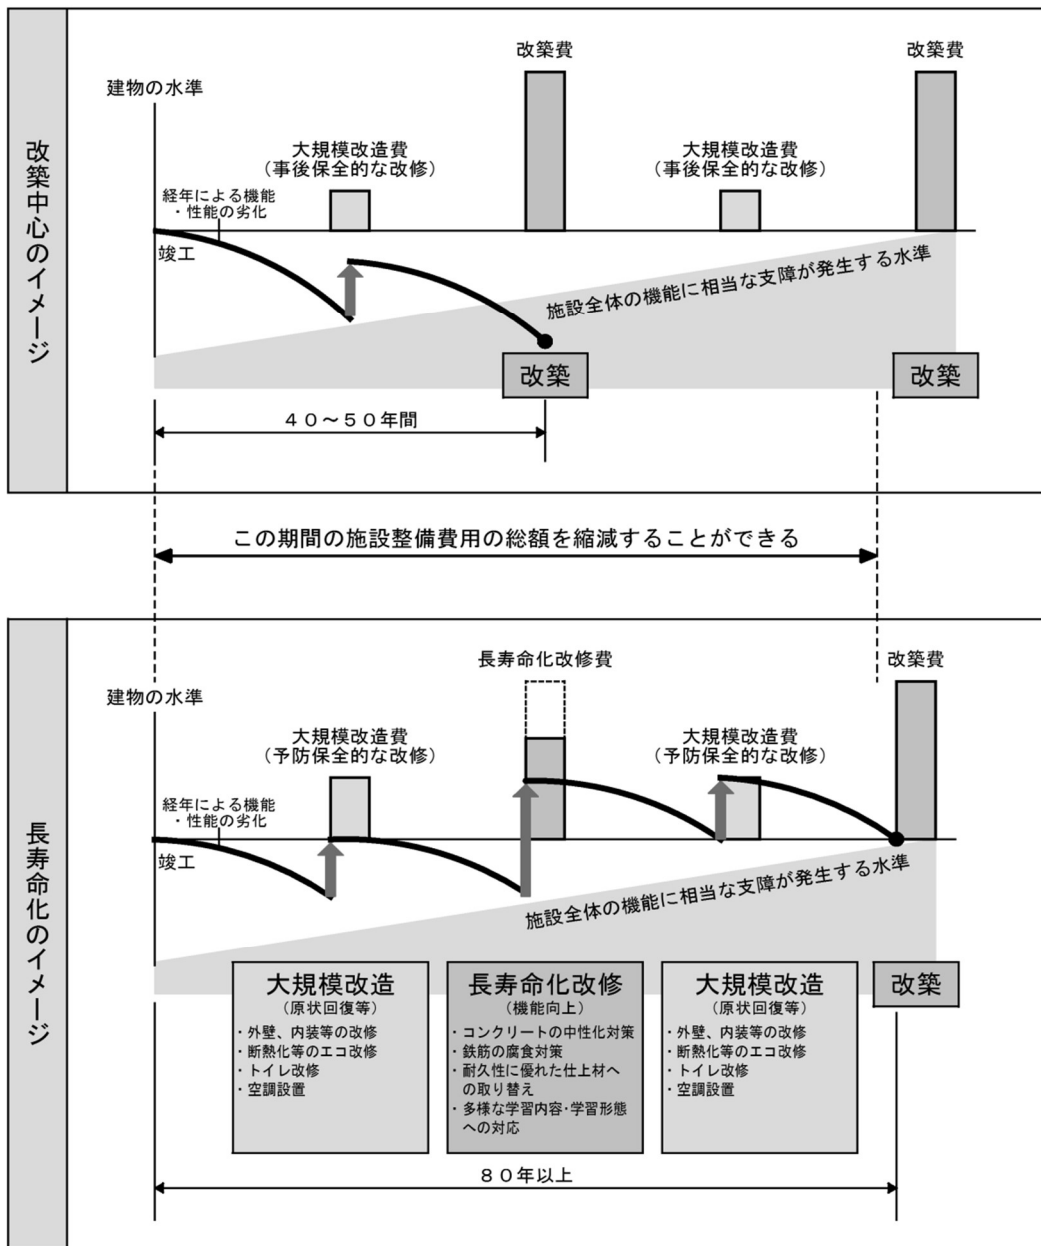 改築中心のイメージ
改築費
改築費
建物の水準
大規模改造費
（事後保全的な改修）
大規模改造費
（事後保全的な改修）
経年による機能
・性能の劣化
竣工
施設全体の機能に相当な支障が発生する水準
改築
改築
４０～５０年間
この期間の施設整備費用の総額を縮減することができる
長寿命化のイメージ
長寿命化改修費
改築費
建物の水準
大規模改造費
（予防保全的な改修）
大規模改造費
（予防保全的な改修）
経年による機能
・性能の劣化
竣工
施設全体の機能に相当な支障が発生する水準
大規模改造
（原状回復等）
・外壁、内装等の改修
・断熱化等のエコ改修
・トイレ改修
・空調設置
長寿命化改修
（機能向上）
・コンクリートの中性化対策
・鉄筋の腐食対策
・耐久性に優れた仕上材へ
の取り替え
・多様な学習内容･学習形態
への対応
大規模改造
（原状回復等）
・外壁、内装等の改修
・断熱化等のエコ改修
・トイレ改修
・空調設置
改築
８０年以上